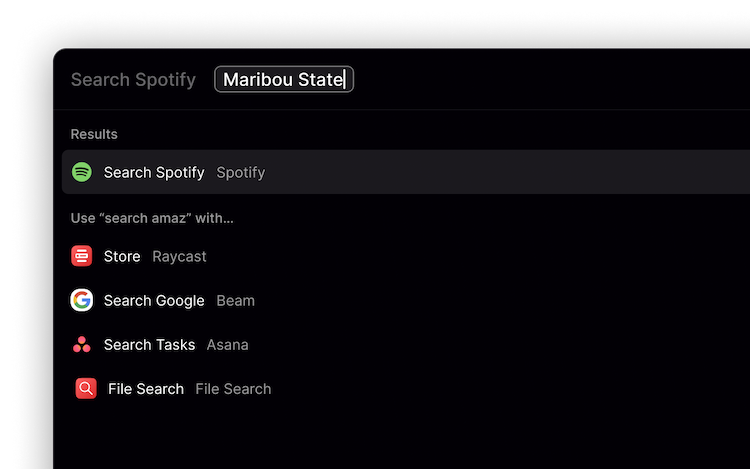 Search Spotify Maribou State
Results
Search Spotify Spotify
Use “search amaz” with...
Store Raycast
Search Google Beam
Search Tasks Asana
File Search File Search